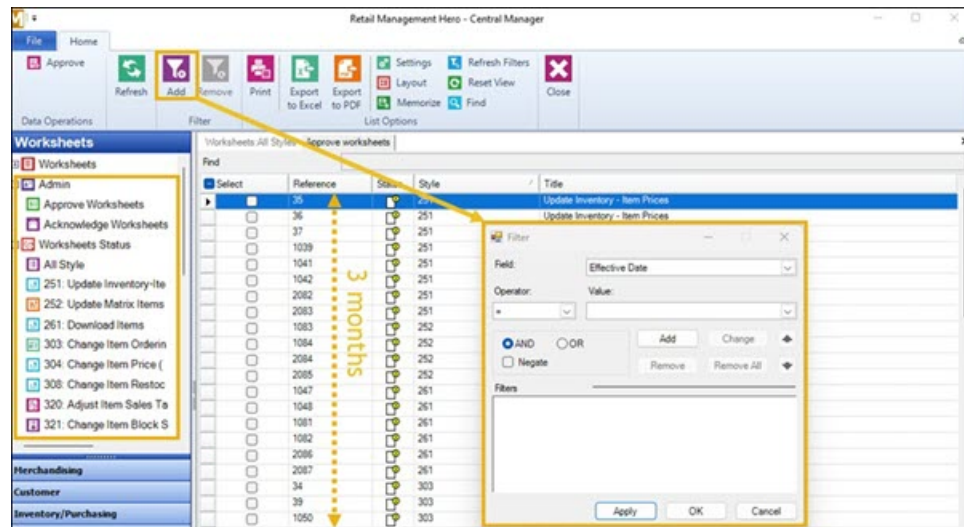 Retail Management Hero - Central Manager
File Home
Approve
Refresh
Add
Remove
Print
Export to Excel
Export to PDF
Settings
Layout
Memorize
Refresh Filters
Reset View
Find
Close
Data Operations
Filter
List Options
Worksheets
Worksheets
Admin
Approve Worksheets
Acknowledge Worksheets
Worksheets Status
All Style
251: Update Inventory-Ite
252: Update Matrix Items
261: Download Items
303: Change Item Orderin
304: Change Item Price (
308: Change Item Restoc
320: Adjust Item Sales Ta
321: Change Item Block S
Merchandising
Customer
Inventory/Purchasing
Worksheets:All Styles Approve worksheets
Find
Select Reference Status Style Title
35 251 Update Inventory - Item Prices
36 251 Update Inventory - Item Prices
37 251
1039 251
1041 251
1042 251
2082 251
2083 251
1083 252
1084 252
2084 252
2085 252
1047 261
1048 261
1081 261
1082 261
2086 261
2087 261
34 303
39 303
1050 303
3 months
Filter
Field: Effective Date
Operator: Value:
=
AND OR
Negate
Add Change
Remove Remove All
Filters
Apply OK Cancel